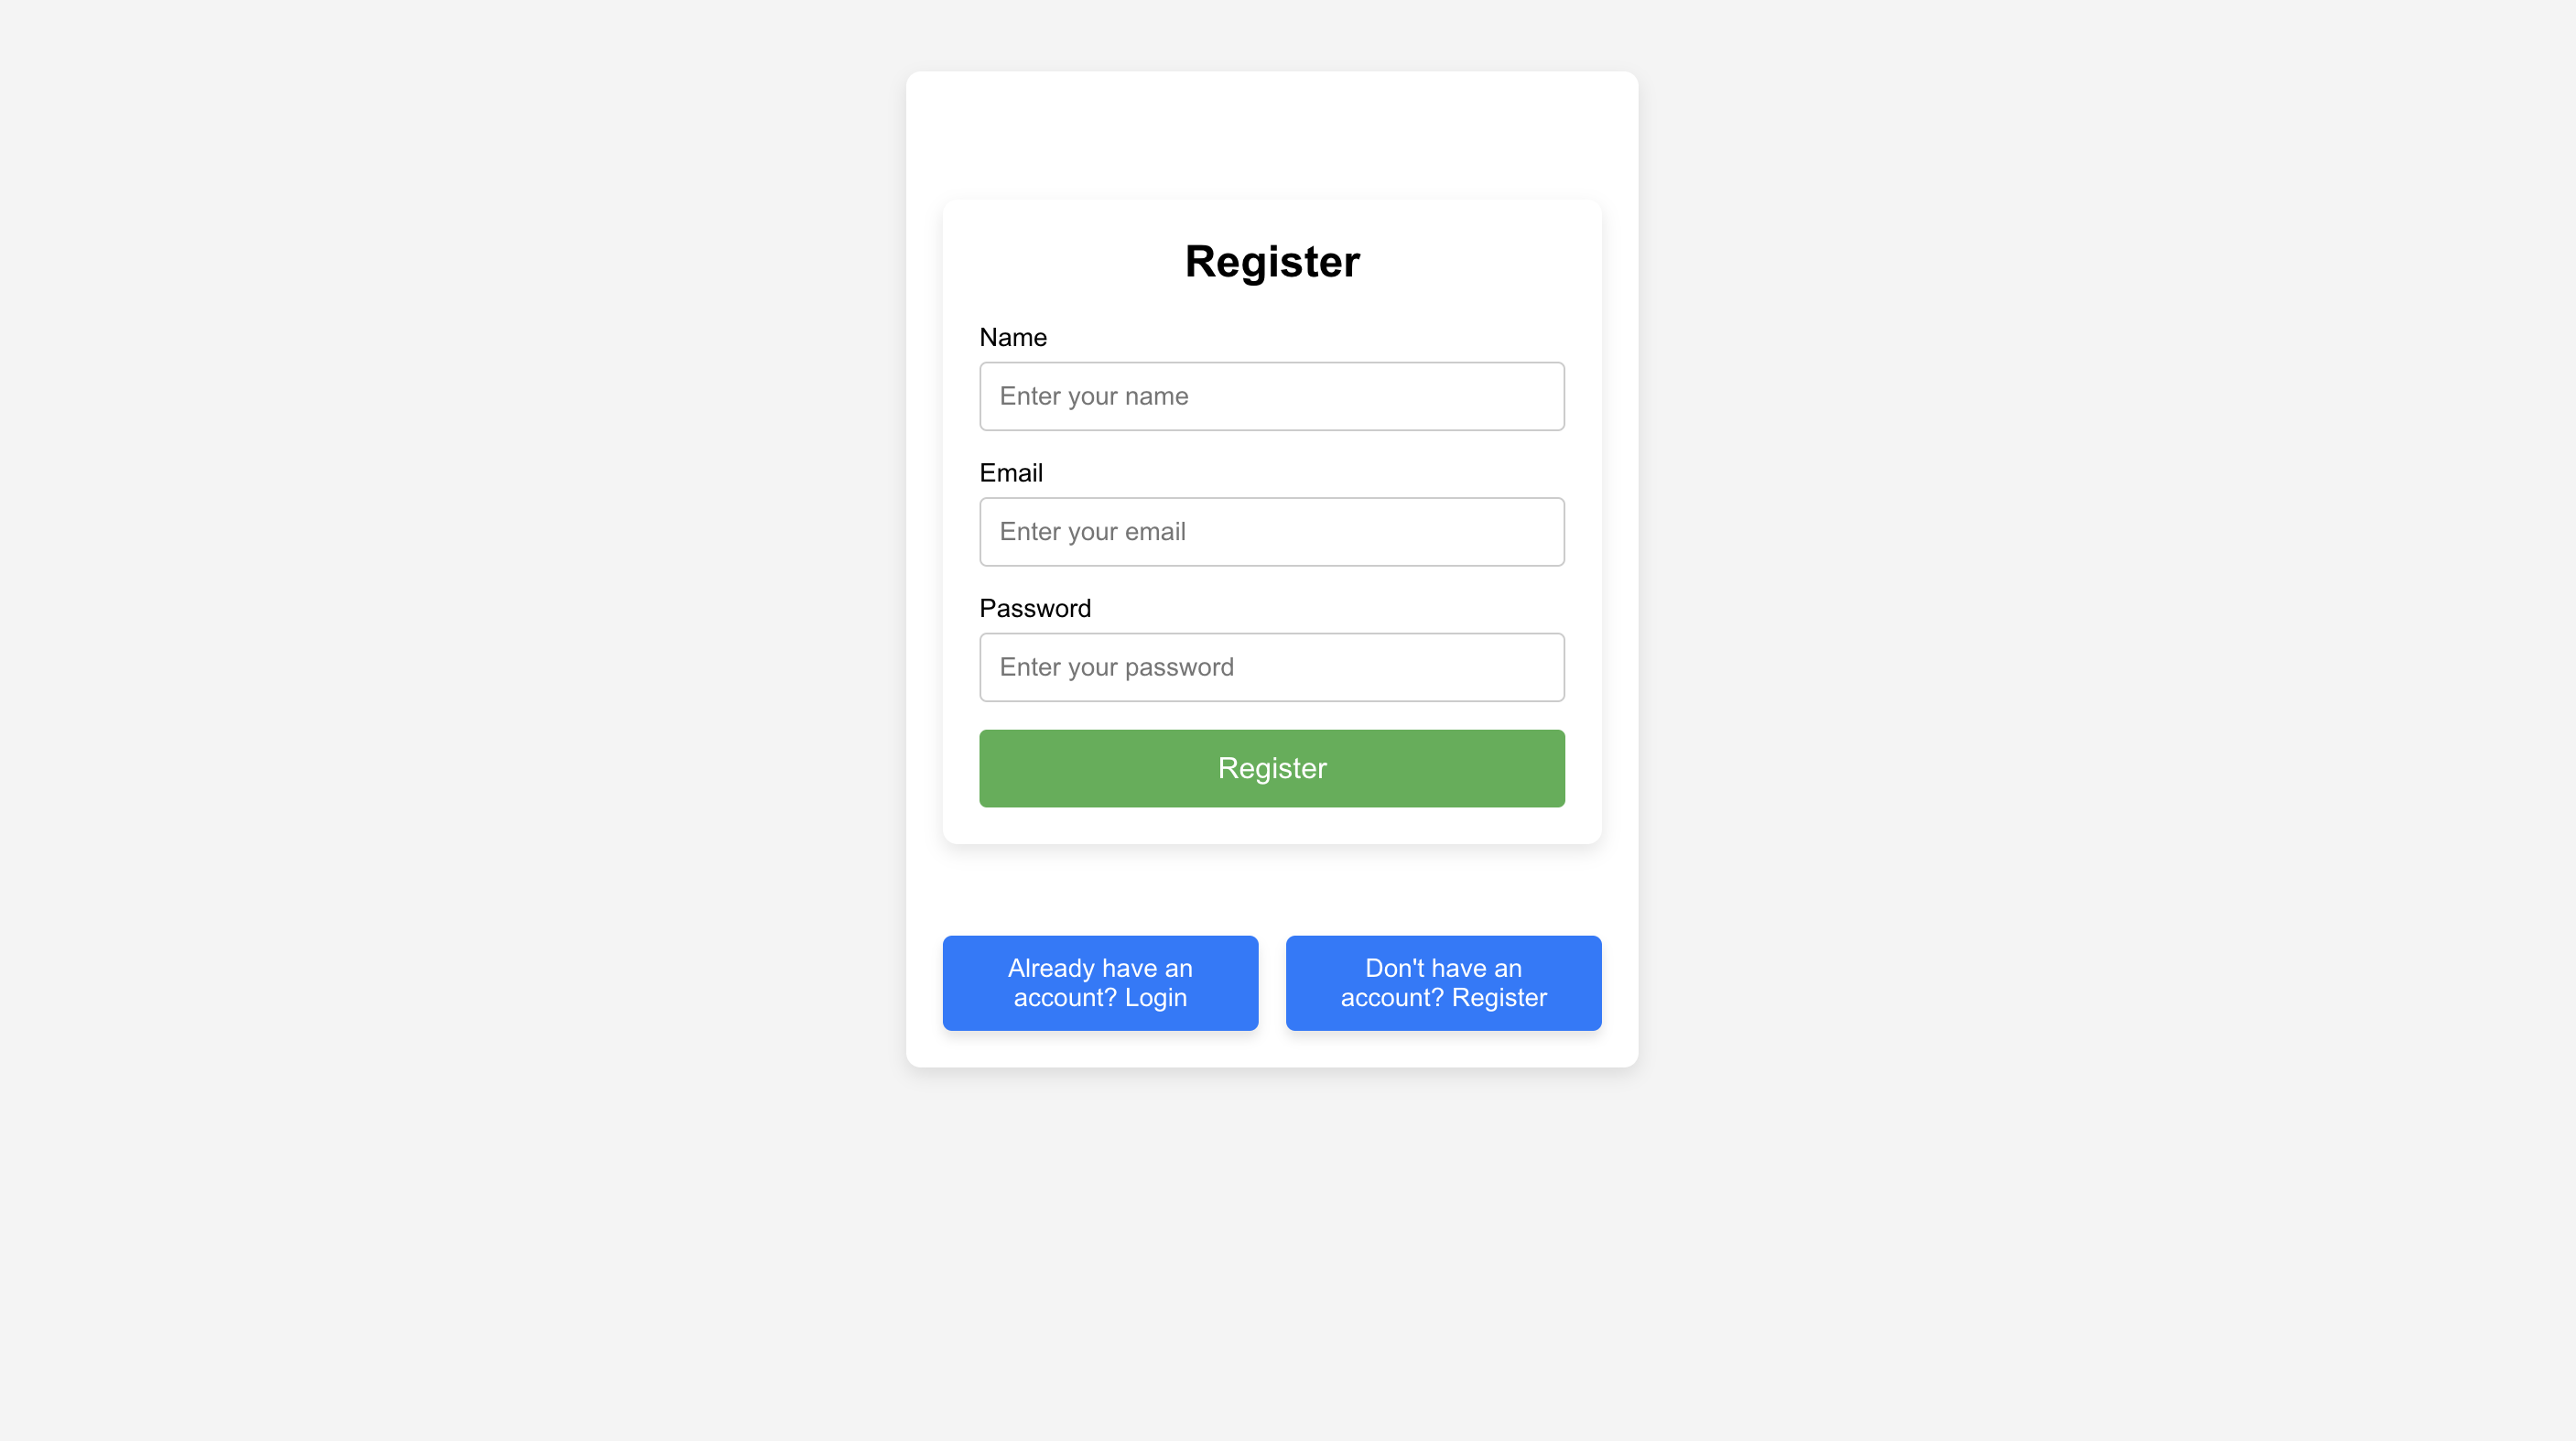 Register
Name
Enter your name
Email
Enter your email
Password
Enter your password
Register
Already have an
account? Login
Don't have an
account? Register